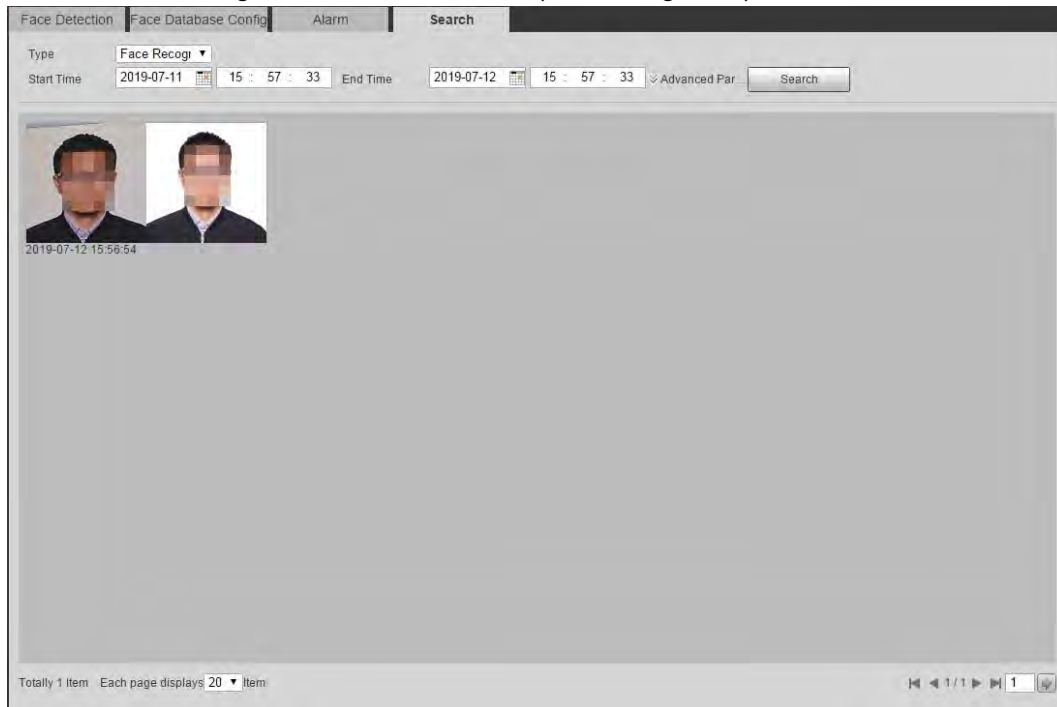 Face Detection Face Database Config Alarm Search
Type Face Recogr
Start Time 2019-07-11 15 : 57 : 33 End Time 2019-07-12 15 : 57 : 33 Advanced Par Search
2019-07-12 15:56:54
Totally 1 Item Each page displays 20 Item 1 / 1 1